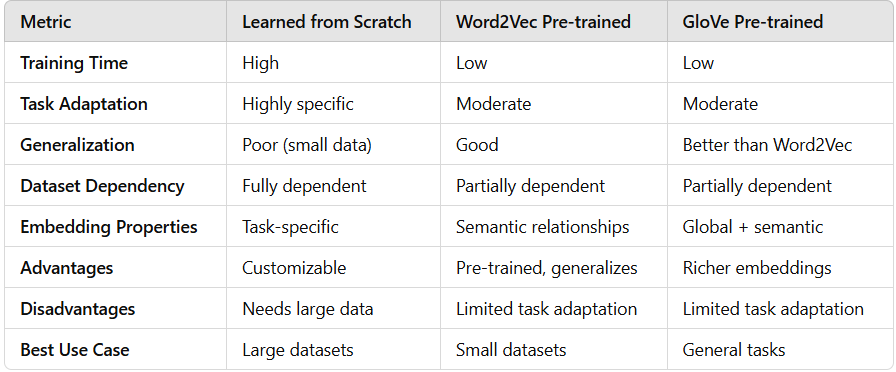 Metric Learned from Scratch Word2Vec Pre-trained GloVe Pre-trained
Training Time High Low Low
Task Adaptation Highly specific Moderate Moderate
Generalization Poor (small data) Good Better than Word2Vec
Dataset Dependency Fully dependent Partially dependent Partially dependent
Embedding Properties Task-specific Semantic relationships Global + semantic
Advantages Customizable Pre-trained, generalizes Richer embeddings
Disadvantages Needs large data Limited task adaptation Limited task adaptation
Best Use Case Large datasets Small datasets General tasks